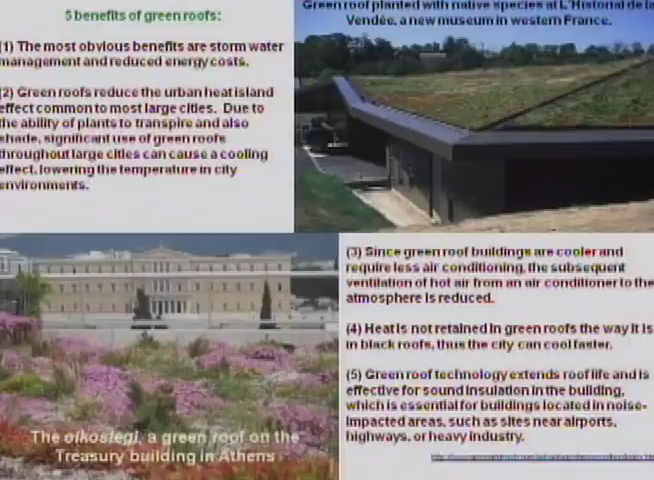 5 benefits of green roofs:
(1) The most obvious benefits are storm water
management and reduced energy costs.
(2) Green roofs reduce the urban heat island
effect common to most large cities. Due to
the ability of plants to transpire and also
shade, significant use of green roofs
throughout large cities can cause a cooling
effect, lowering the temperature in city
environments.
Green roof planted with native species at L'Historial de la
Vendée, a new museum in western France.
(3) Since green roof buildings are cooler and
require less air conditioning, the subsequent
ventilation of hot air from an air conditioner to the
atmosphere is reduced.
(4) Heat is not retained in green roofs the way it is
in black roofs, thus the city can cool faster.
(5) Green roof technology extends roof life and is
effective for sound insulation in the building,
which is essential for buildings located in noise-
impacted areas, such as sites near airports,
highways, or heavy industry.
The oikostegi, a green roof on the
Treasury building in Athens